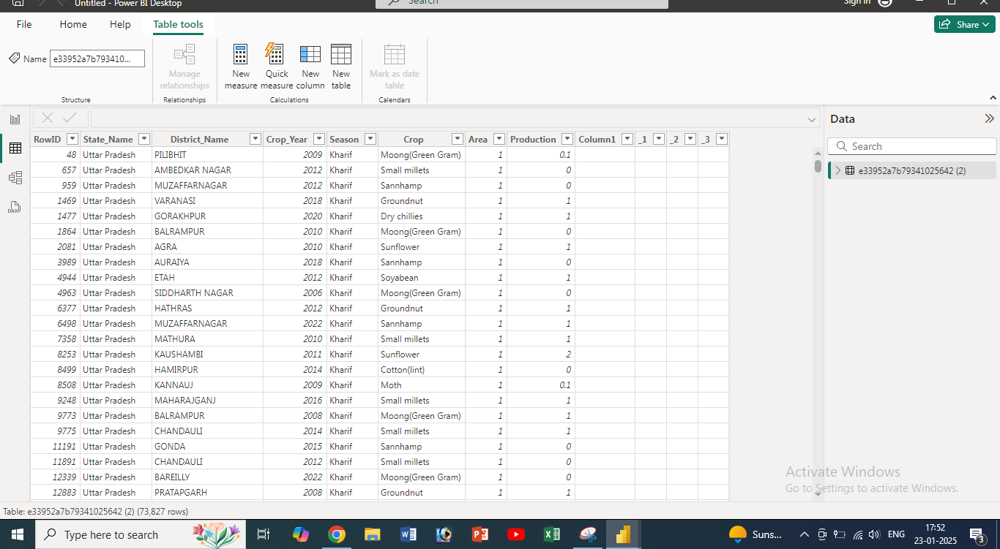 Untitled - Power BI Desktop
Search
Sign in
File Home Help Table tools
Share
Name e33952a7b793410...
Manage relationships
New measure
Quick measure
New column
New table
Mark as date table
Structure Relationships Calculations Calendars
Data
Search
e33952a7b79341025642 (2)
RowID State_Name District_Name Crop_Year Season Crop Area Production Column1 _1 _2 _3
48 Uttar Pradesh PILIBHIT 2009 Kharif Moong(Green Gram) 1 0.1
657 Uttar Pradesh AMBEDKAR NAGAR 2012 Kharif Small millets 1 0
959 Uttar Pradesh MUZAFFARNAGAR 2012 Kharif Sannhamp 1 0
1469 Uttar Pradesh VARANASI 2018 Kharif Groundnut 1 1
1477 Uttar Pradesh GORAKHPUR 2020 Kharif Dry chillies 1 1
1864 Uttar Pradesh BALRAMPUR 2010 Kharif Moong(Green Gram) 1 0
2081 Uttar Pradesh AGRA 2010 Kharif Sunflower 1 1
3989 Uttar Pradesh AURAIYA 2018 Kharif Sannhamp 1 0
4944 Uttar Pradesh ETAH 2012 Kharif Soyabean 1 1
4963 Uttar Pradesh SIDDHARTH NAGAR 2006 Kharif Moong(Green Gram) 1 0
6377 Uttar Pradesh HATHRAS 2012 Kharif Groundnut 1 1
6498 Uttar Pradesh MUZAFFARNAGAR 2022 Kharif Sannhamp 1 1
7358 Uttar Pradesh MATHURA 2010 Kharif Small millets 1 1
8253 Uttar Pradesh KAUSHAMBI 2011 Kharif Sunflower 1 2
8499 Uttar Pradesh HAMIRPUR 2014 Kharif Cotton(lint) 1 0
8508 Uttar Pradesh KANNAUJ 2009 Kharif Moth 1 0.1
9248 Uttar Pradesh MAHARAJGANJ 2016 Kharif Small millets 1 1
9773 Uttar Pradesh BALRAMPUR 2008 Kharif Moong(Green Gram) 1 1
9775 Uttar Pradesh CHANDAULI 2014 Kharif Small millets 1 1
11191 Uttar Pradesh GONDA 2015 Kharif Sannhamp 1 0
11891 Uttar Pradesh CHANDAULI 2012 Kharif Small millets 1 0
12339 Uttar Pradesh BAREILLY 2022 Kharif Moong(Green Gram) 1 0
12883 Uttar Pradesh PRATAPGARH 2008 Kharif Groundnut 1 1
Activate Windows
Go to Settings to activate Windows.
Table: e33952a7b79341025642 (2) (73,827 rows)
Type here to search
Suns...
ENG
17:52
23-01-2025
3